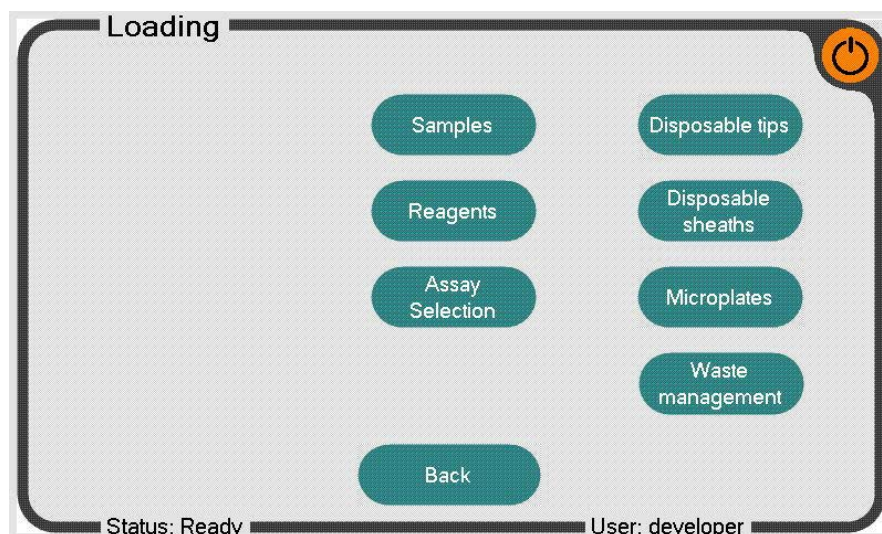 Loading
Samples
Disposable tips
Reagents
Disposable
sheaths
Assay
Selection
Microplates
Waste
management
Back
Status: Ready
User: developer